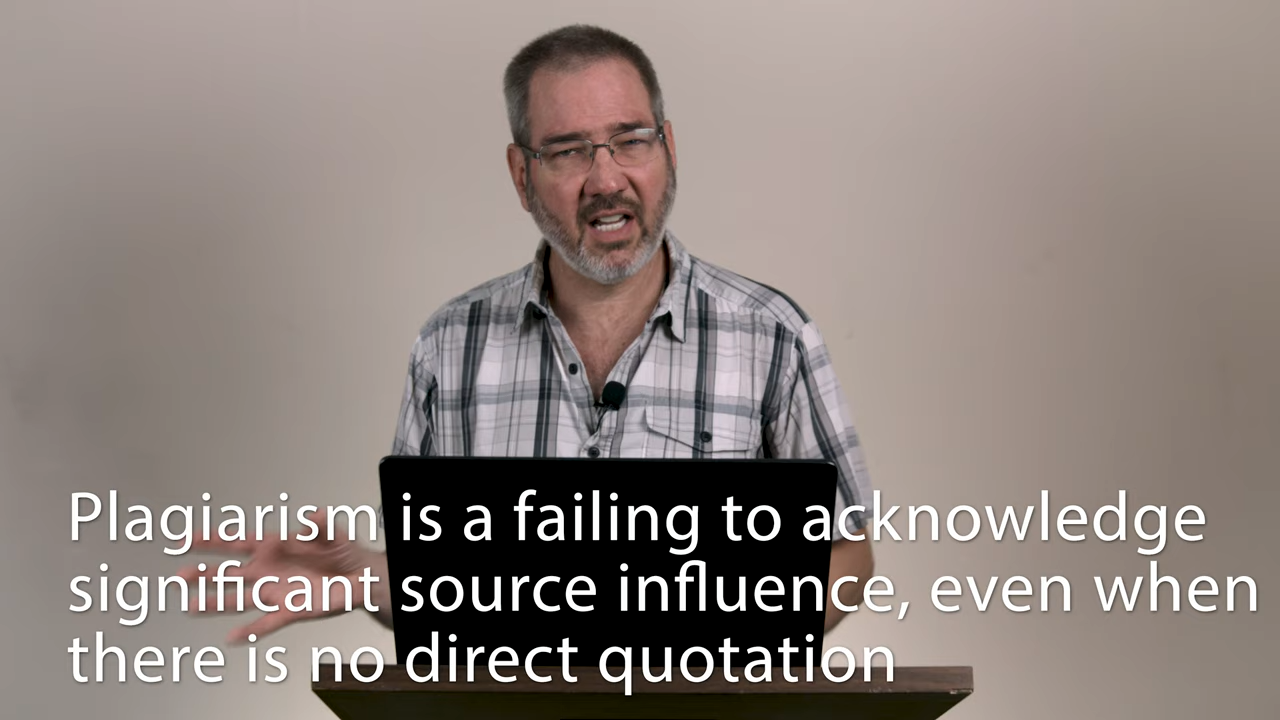 Plagiarism is a failing to acknowledge
significant source influence, even when
there is no direct quotation